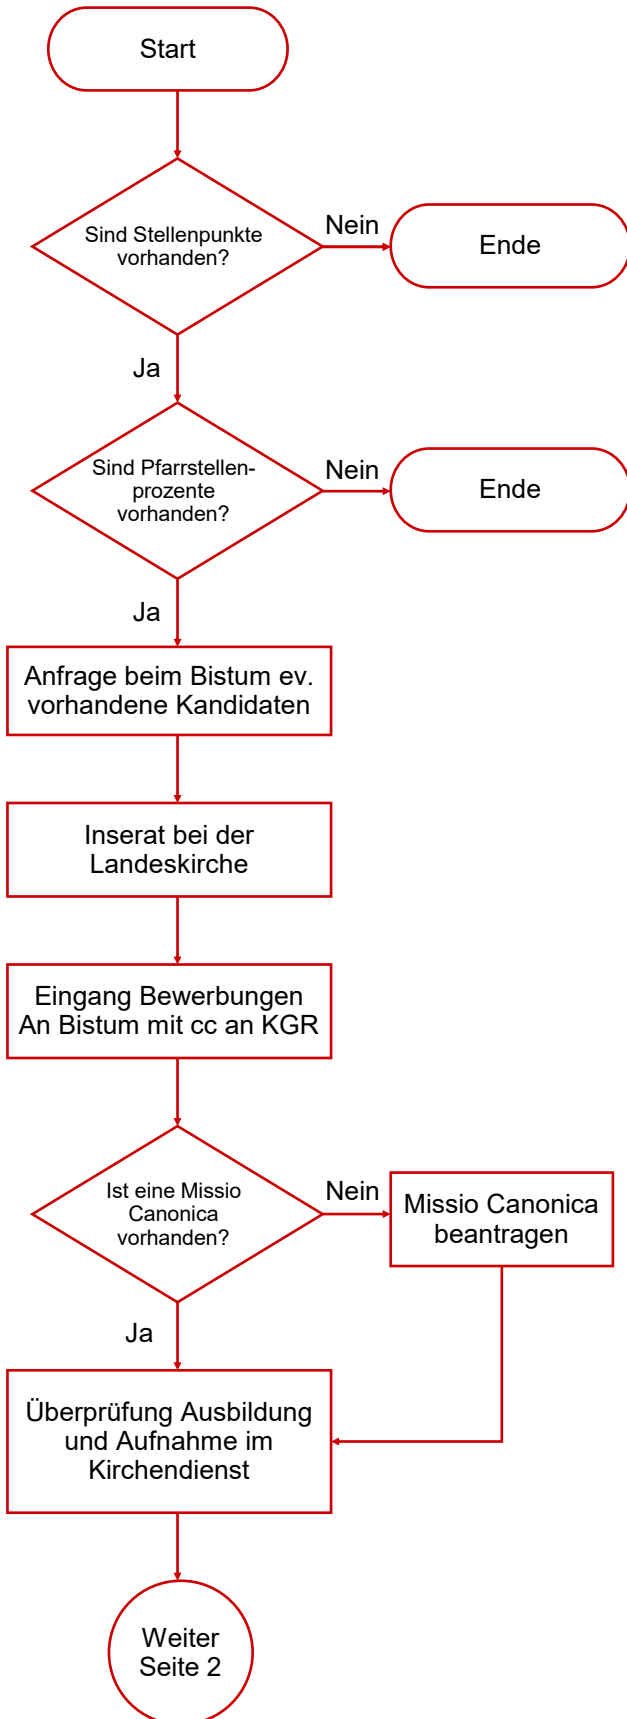 Start
Sind Stellenpunkte
vorhanden?
Nein
Ende
Ja
Sind Pfarrstellen-
prozente
vorhanden?
Nein
Ende
Ja
Anfrage beim Bistum ev.
vorhandene Kandidaten
Inserat bei der
Landeskirche
Eingang Bewerbungen
An Bistum mit cc an KGR
Ist eine Missio
Canonica
vorhanden?
Nein
Missio Canonica
beantragen
Ja
Überprüfung Ausbildung
und Aufnahme im
Kirchendienst
Weiter
Seite 2